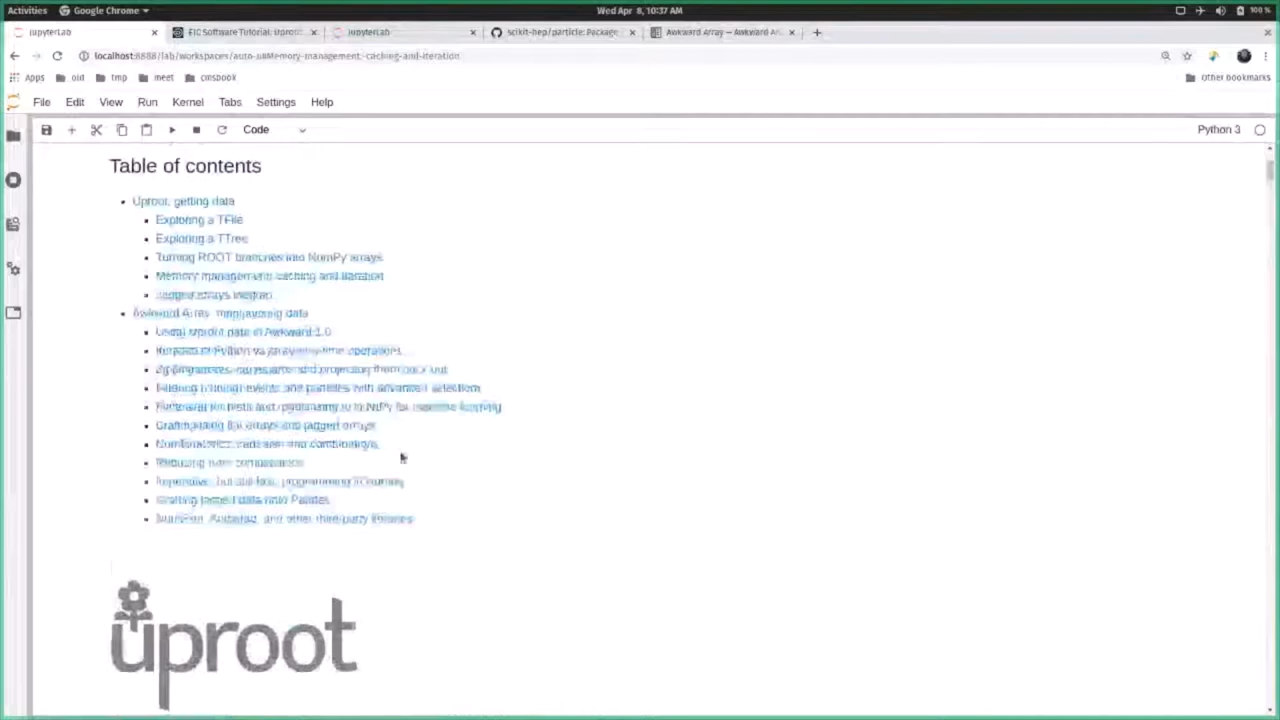 Activities Google Chrome Wed Apr 8, 10:37 AM 100 %
JupyterLab EIC Software Tutorial: Uproot JupyterLab scikit-hep/particle: Package Awkward Array — Awkward Ar
localhost:8888/lab/workspaces/auto-u#Memory-management,-caching-and-iteration
Apps old tmp meet cmsbook Other bookmarks
File Edit View Run Kernel Tabs Settings Help
Code Python 3
Table of contents
Uproot, getting data
Exploring a TFile
Exploring a TTree
Turning ROOT branches into NumPy arrays
Memory management, caching and iteration
Jagged arrays
Awkward Array, manipulating data
Using Uproot data in Awkward 1.0
Iteration in Python vs array-at-a-time operations
Zipping arrays into records and projecting them back out
Filtering (cutting) events and particles with advanced selections
Flattening for plots and regularizing to NumPy for machine learning
Broadcasting flat arrays and jagged arrays
Combinatorics: cartesian and combinations
Reducing from combinations
Imperative, but still fast, programming in Numba
Grafting jagged data onto Pandas
NumExpr, Autograd, and other third-party libraries
uproot